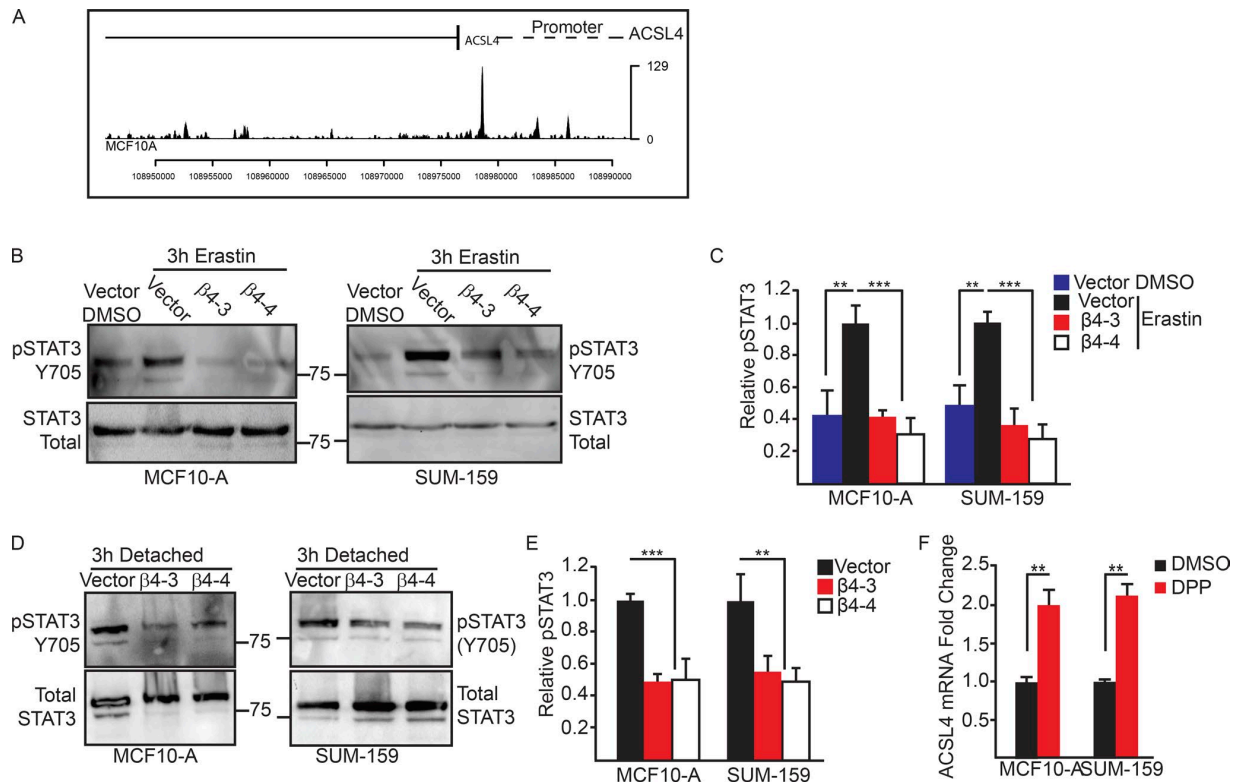 A
Promoter
ACSL4
ACSL4
129
0
MCF10A
108950000 108955000 108960000 108965000 108970000 108975000 108980000 108985000 108990000
B
3h Erastin
Vector DMSO
Vector
β4-3
β4-4
pSTAT3 Y705
75
STAT3 Total
75
MCF10-A
3h Erastin
Vector DMSO
Vector
β4-3
β4-4
pSTAT3 Y705
STAT3 Total
SUM-159
C
Relative pSTAT3
1.2
1.0
0.8
0.6
0.4
0.2
** *** ** ***
MCF10-A SUM-159
Vector DMSO
Vector
β4-3
β4-4
Erastin
D
3h Detached
Vector β4-3 β4-4
pSTAT3 Y705
75
Total STAT3
75
MCF10-A
3h Detached
Vector β4-3 β4-4
pSTAT3 (Y705)
Total STAT3
SUM-159
E
Relative pSTAT3
1.2
1.0
0.8
0.6
0.4
0.2
*** **
MCF10-A SUM-159
Vector
β4-3
β4-4
F
ACSL4 mRNA Fold Change
2.0
1.0
** **
MCF10-A SUM-159
DMSO
DPP